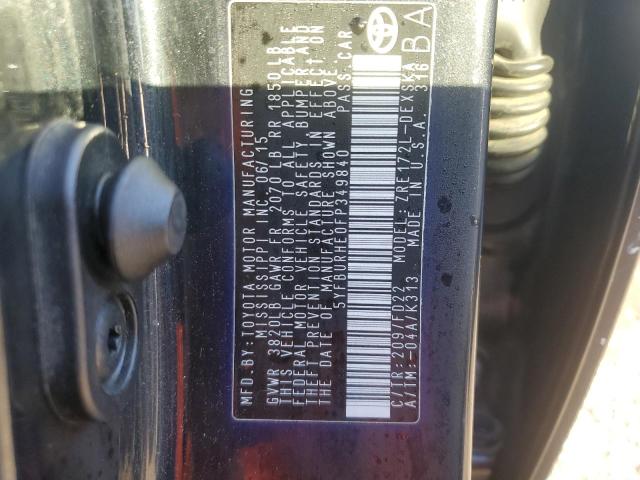 MFD.BY:TOYOTA MOTOR MANUFACTURING
MISSISSIPPI, INC. 06/15
GVWR 3820LB GAWR FR 2070 LB RR 1850LB
THIS VEHICLE CONFORMS TO ALL APPLICABLE
FEDERAL MOTOR VEHICLE SAFETY BUMPER, AND
THEFT PREVENTION STANDARDS IN EFFECT ON
THE DATE OF MANUFACTURE SHOWN ABOVE.
5YFBURHE0FP349840 PASS.CAR
C/TR:209/FD22 MODEL:ZRE172L-DEXSKA
A/TM:-04A/K313 MADE IN U.S.A. 316
BA